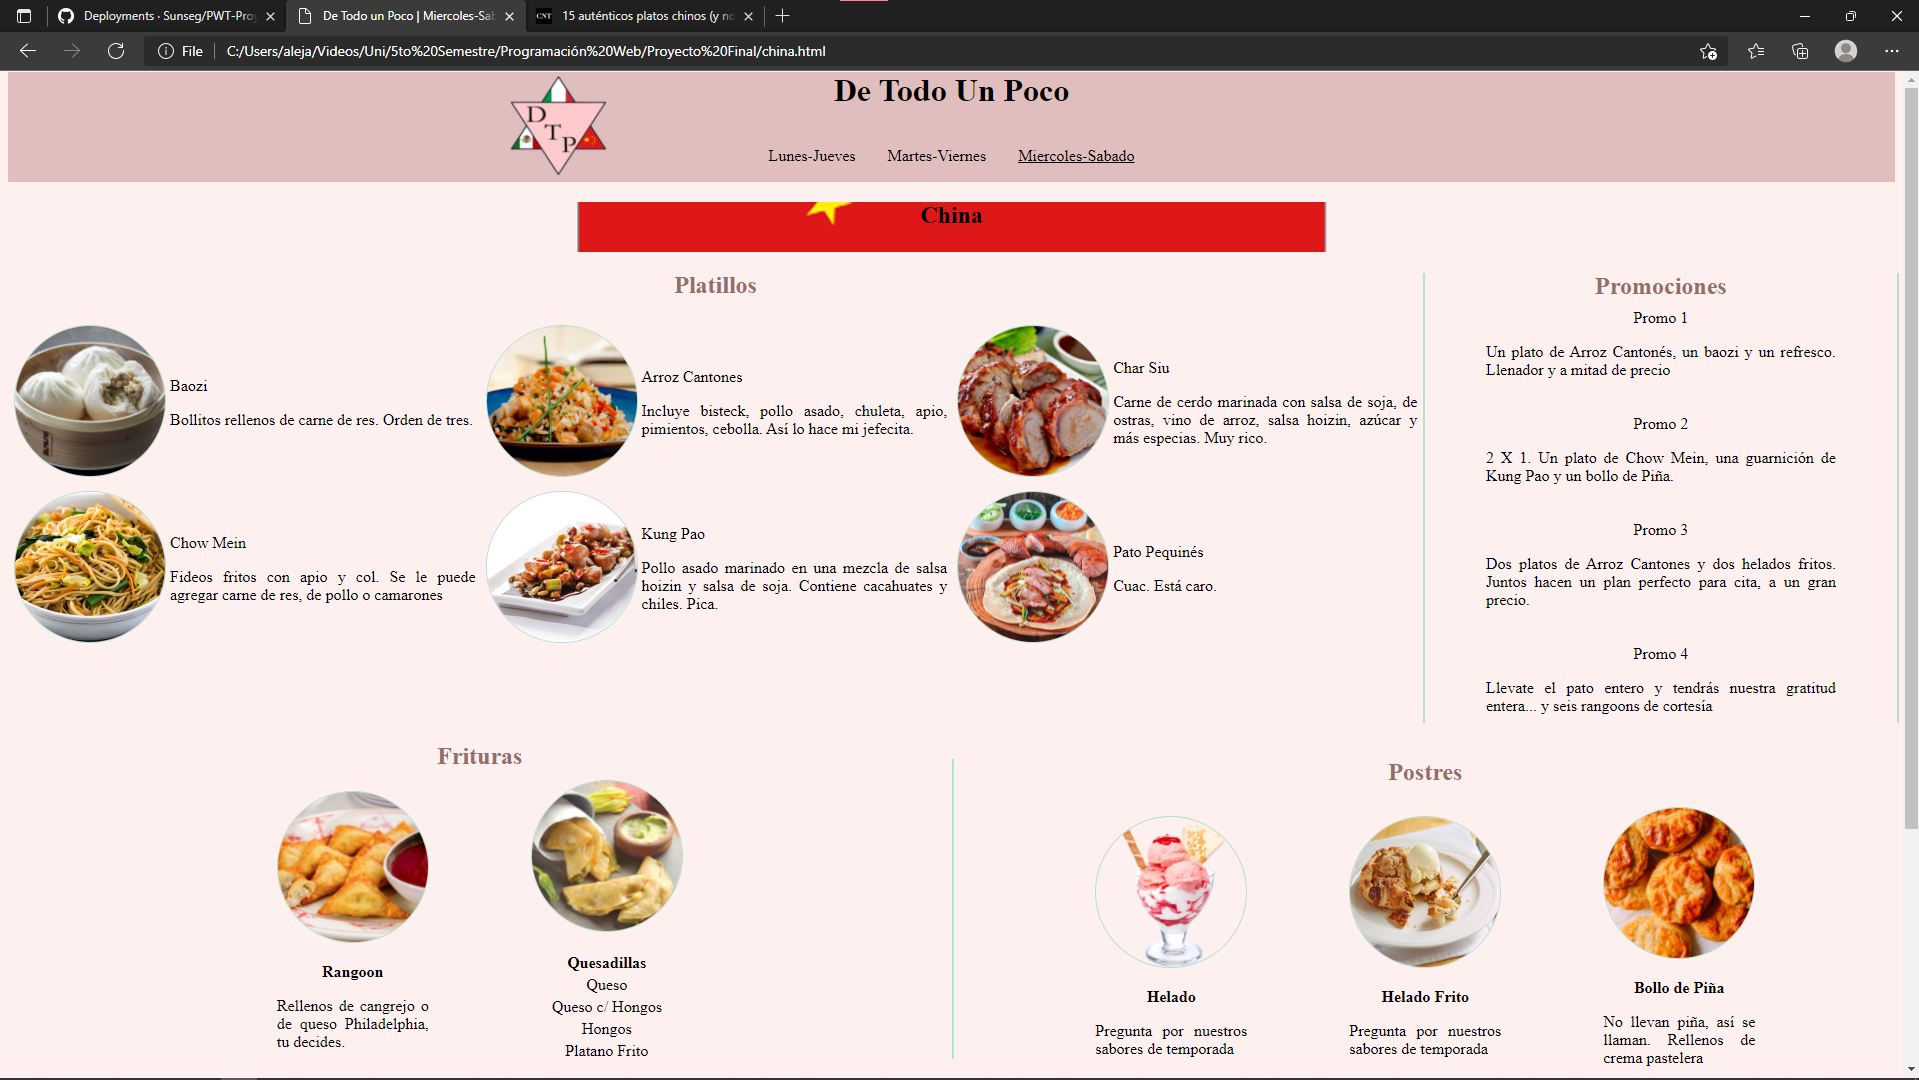 Deployments · Sunseg/PWT-Pro
De Todo un Poco | Miercoles-Sab
CNT
15 auténticos platos chinos (y no
File
C:/Users/aleja/Videos/Uni/5to%20Semestre/Programación%20Web/Proyecto%20Final/china.html
D
T
P
De Todo Un Poco
Lunes-Jueves
Martes-Viernes
Miercoles-Sabado
China
Platillos
Baozi
Bollitos rellenos de carne de res. Orden de tres.
Arroz Cantones
Incluye bisteck, pollo asado, chuleta, apio,
pimientos, cebolla. Así lo hace mi jefecita.
Char Siu
Carne de cerdo marinada con salsa de soja, de
ostras, vino de arroz, salsa hoizin, azúcar y
más especias. Muy rico.
Chow Mein
Fideos fritos con apio y col. Se le puede
agregar carne de res, de pollo o camarones
Kung Pao
Pollo asado marinado en una mezcla de salsa
hoizin y salsa de soja. Contiene cacahuates y
chiles. Pica.
Pato Pequinés
Cuac. Está caro.
Promociones
Promo 1
Un plato de Arroz Cantonés, un baozi y un refresco.
Llenador y a mitad de precio
Promo 2
2 X 1. Un plato de Chow Mein, una guarnición de
Kung Pao y un bollo de Piña.
Promo 3
Dos platos de Arroz Cantones y dos helados fritos.
Juntos hacen un plan perfecto para cita, a un gran
precio.
Promo 4
Llevate el pato entero y tendrás nuestra gratitud
entera... y seis rangoons de cortesía
Frituras
Rangoon
Rellenos de cangrejo o
de queso Philadelphia,
tu decides.
Quesadillas
Queso
Queso c/ Hongos
Hongos
Platano Frito
Postres
Helado
Pregunta por nuestros
sabores de temporada
Helado Frito
Pregunta por nuestros
sabores de temporada
Bollo de Piña
No llevan piña, así se
llaman. Rellenos de
crema pastelera